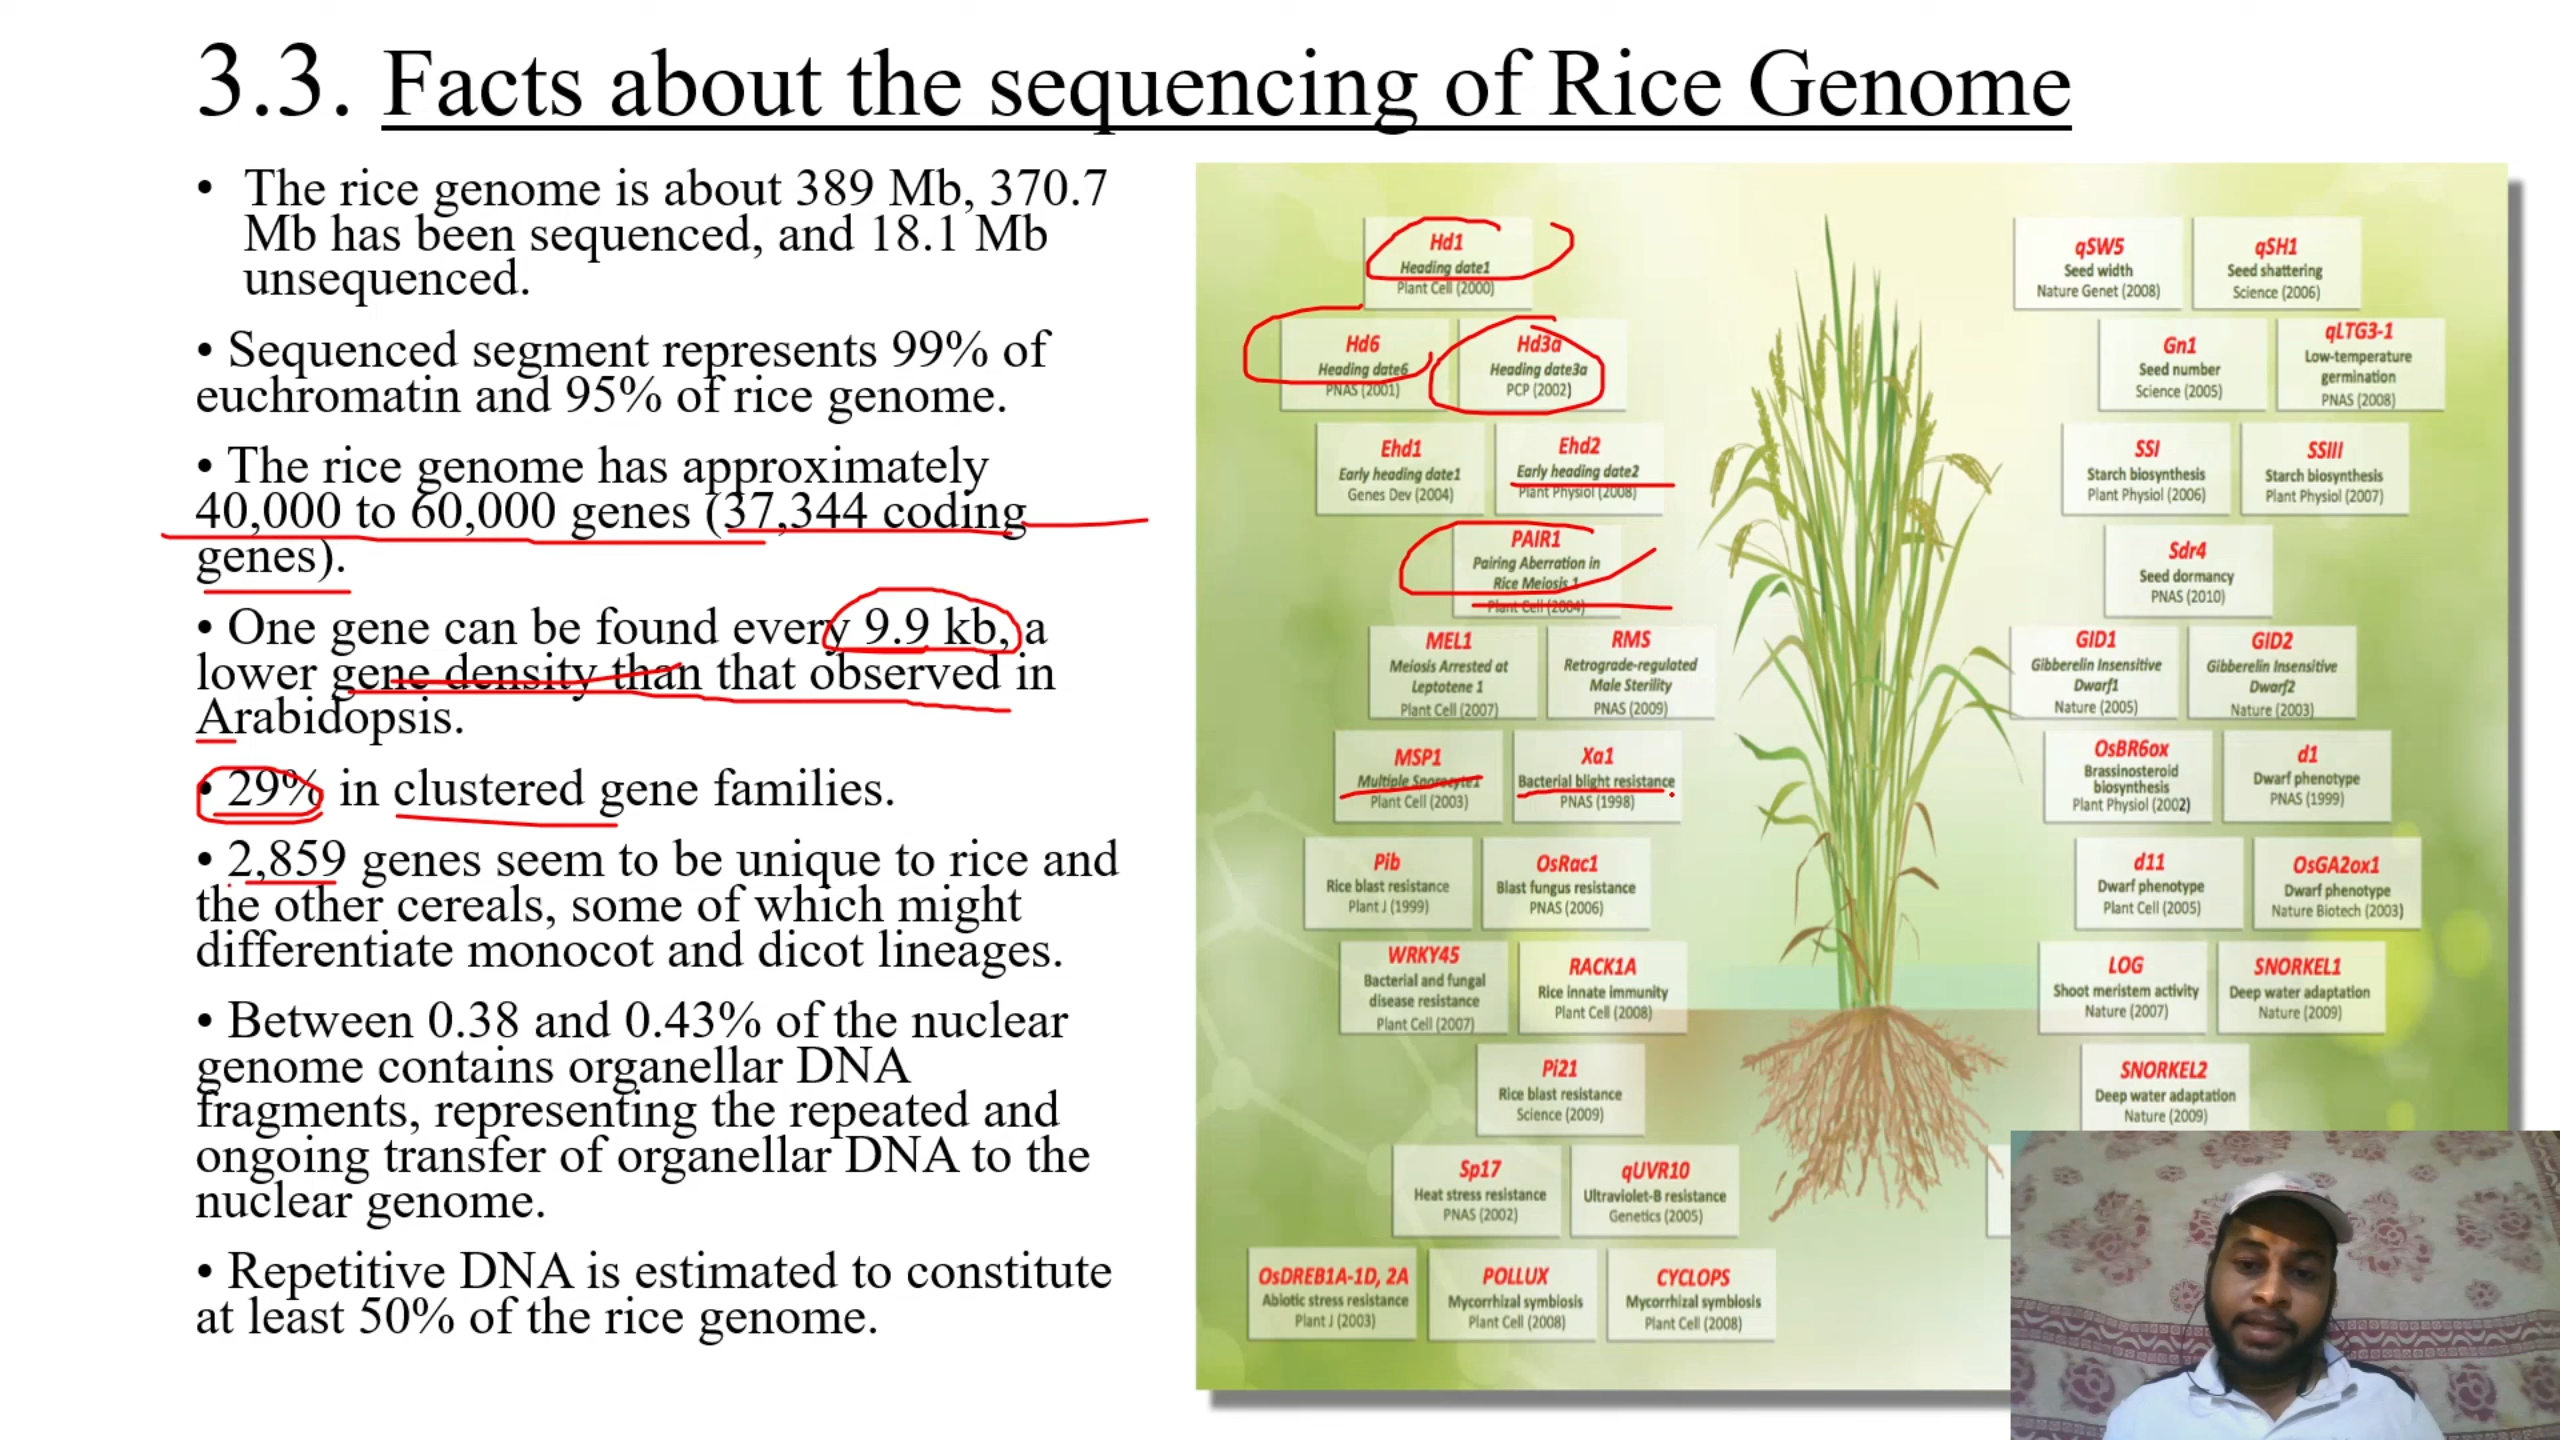 3.3. Facts about the sequencing of Rice Genome
• The rice genome is about 389 Mb, 370.7
Mb has been sequenced, and 18.1 Mb
unsequenced.
• Sequenced segment represents 99% of
euchromatin and 95% of rice genome.
• The rice genome has approximately
40,000 to 60,000 genes (37,344 coding
genes).
• One gene can be found every 9.9 kb, a
lower gene density than that observed in
Arabidopsis.
• 29% in clustered gene families.
• 2,859 genes seem to be unique to rice and
the other cereals, some of which might
differentiate monocot and dicot lineages.
• Between 0.38 and 0.43% of the nuclear
genome contains organellar DNA
fragments, representing the repeated and
ongoing transfer of organellar DNA to the
nuclear genome.
• Repetitive DNA is estimated to constitute
at least 50% of the rice genome.
Hd1
Heading date1
Plant Cell (2000)
Hd6
Heading date6
PNAS (2001)
Hd3a
Heading date3a
PCP (2002)
Ehd1
Early heading date1
Genes Dev (2004)
Ehd2
Early heading date2
Plant Physiol (2008)
PAIR1
Pairing Aberration in
Rice Meiosis 1
Plant Cell (2004)
MEL1
Meiosis Arrested at
Leptotene 1
Plant Cell (2007)
RMS
Retrograde-regulated
Male Sterility
PNAS (2009)
MSP1
Multiple Sporocyte1
Plant Cell (2003)
Xa1
Bacterial blight resistance
PNAS (1998)
Pib
Rice blast resistance
Plant J (1999)
OsRac1
Blast fungus resistance
PNAS (2006)
WRKY45
Bacterial and fungal
disease resistance
Plant Cell (2007)
RACK1A
Rice innate immunity
Plant Cell (2008)
Pi21
Rice blast resistance
Science (2009)
Sp17
Heat stress resistance
PNAS (2002)
qUVR10
Ultraviolet-B resistance
Genetics (2005)
OsDREB1A-1D, 2A
Abiotic stress resistance
Plant J (2003)
POLLUX
Mycorrhizal symbiosis
Plant Cell (2008)
CYCLOPS
Mycorrhizal symbiosis
Plant Cell (2008)
qSW5
Seed width
Nature Genet (2008)
qSH1
Seed shattering
Science (2006)
Gn1
Seed number
Science (2005)
qLTG3-1
Low-temperature
germination
PNAS (2008)
SSI
Starch biosynthesis
Plant Physiol (2006)
SSIII
Starch biosynthesis
Plant Physiol (2007)
Sdr4
Seed dormancy
PNAS (2010)
GID1
Gibberelin Insensitive
Dwarf1
Nature (2005)
GID2
Gibberelin Insensitive
Dwarf2
Nature (2003)
OsBR6ox
Brassinosteroid
biosynthesis
Plant Physiol (2002)
d1
Dwarf phenotype
PNAS (1999)
d11
Dwarf phenotype
Plant Cell (2005)
OsGA2ox1
Dwarf phenotype
Nature Biotech (2003)
LOG
Shoot meristem activity
Nature (2007)
SNORKEL1
Deep water adaptation
Nature (2009)
SNORKEL2
Deep water adaptation
Nature (2009)